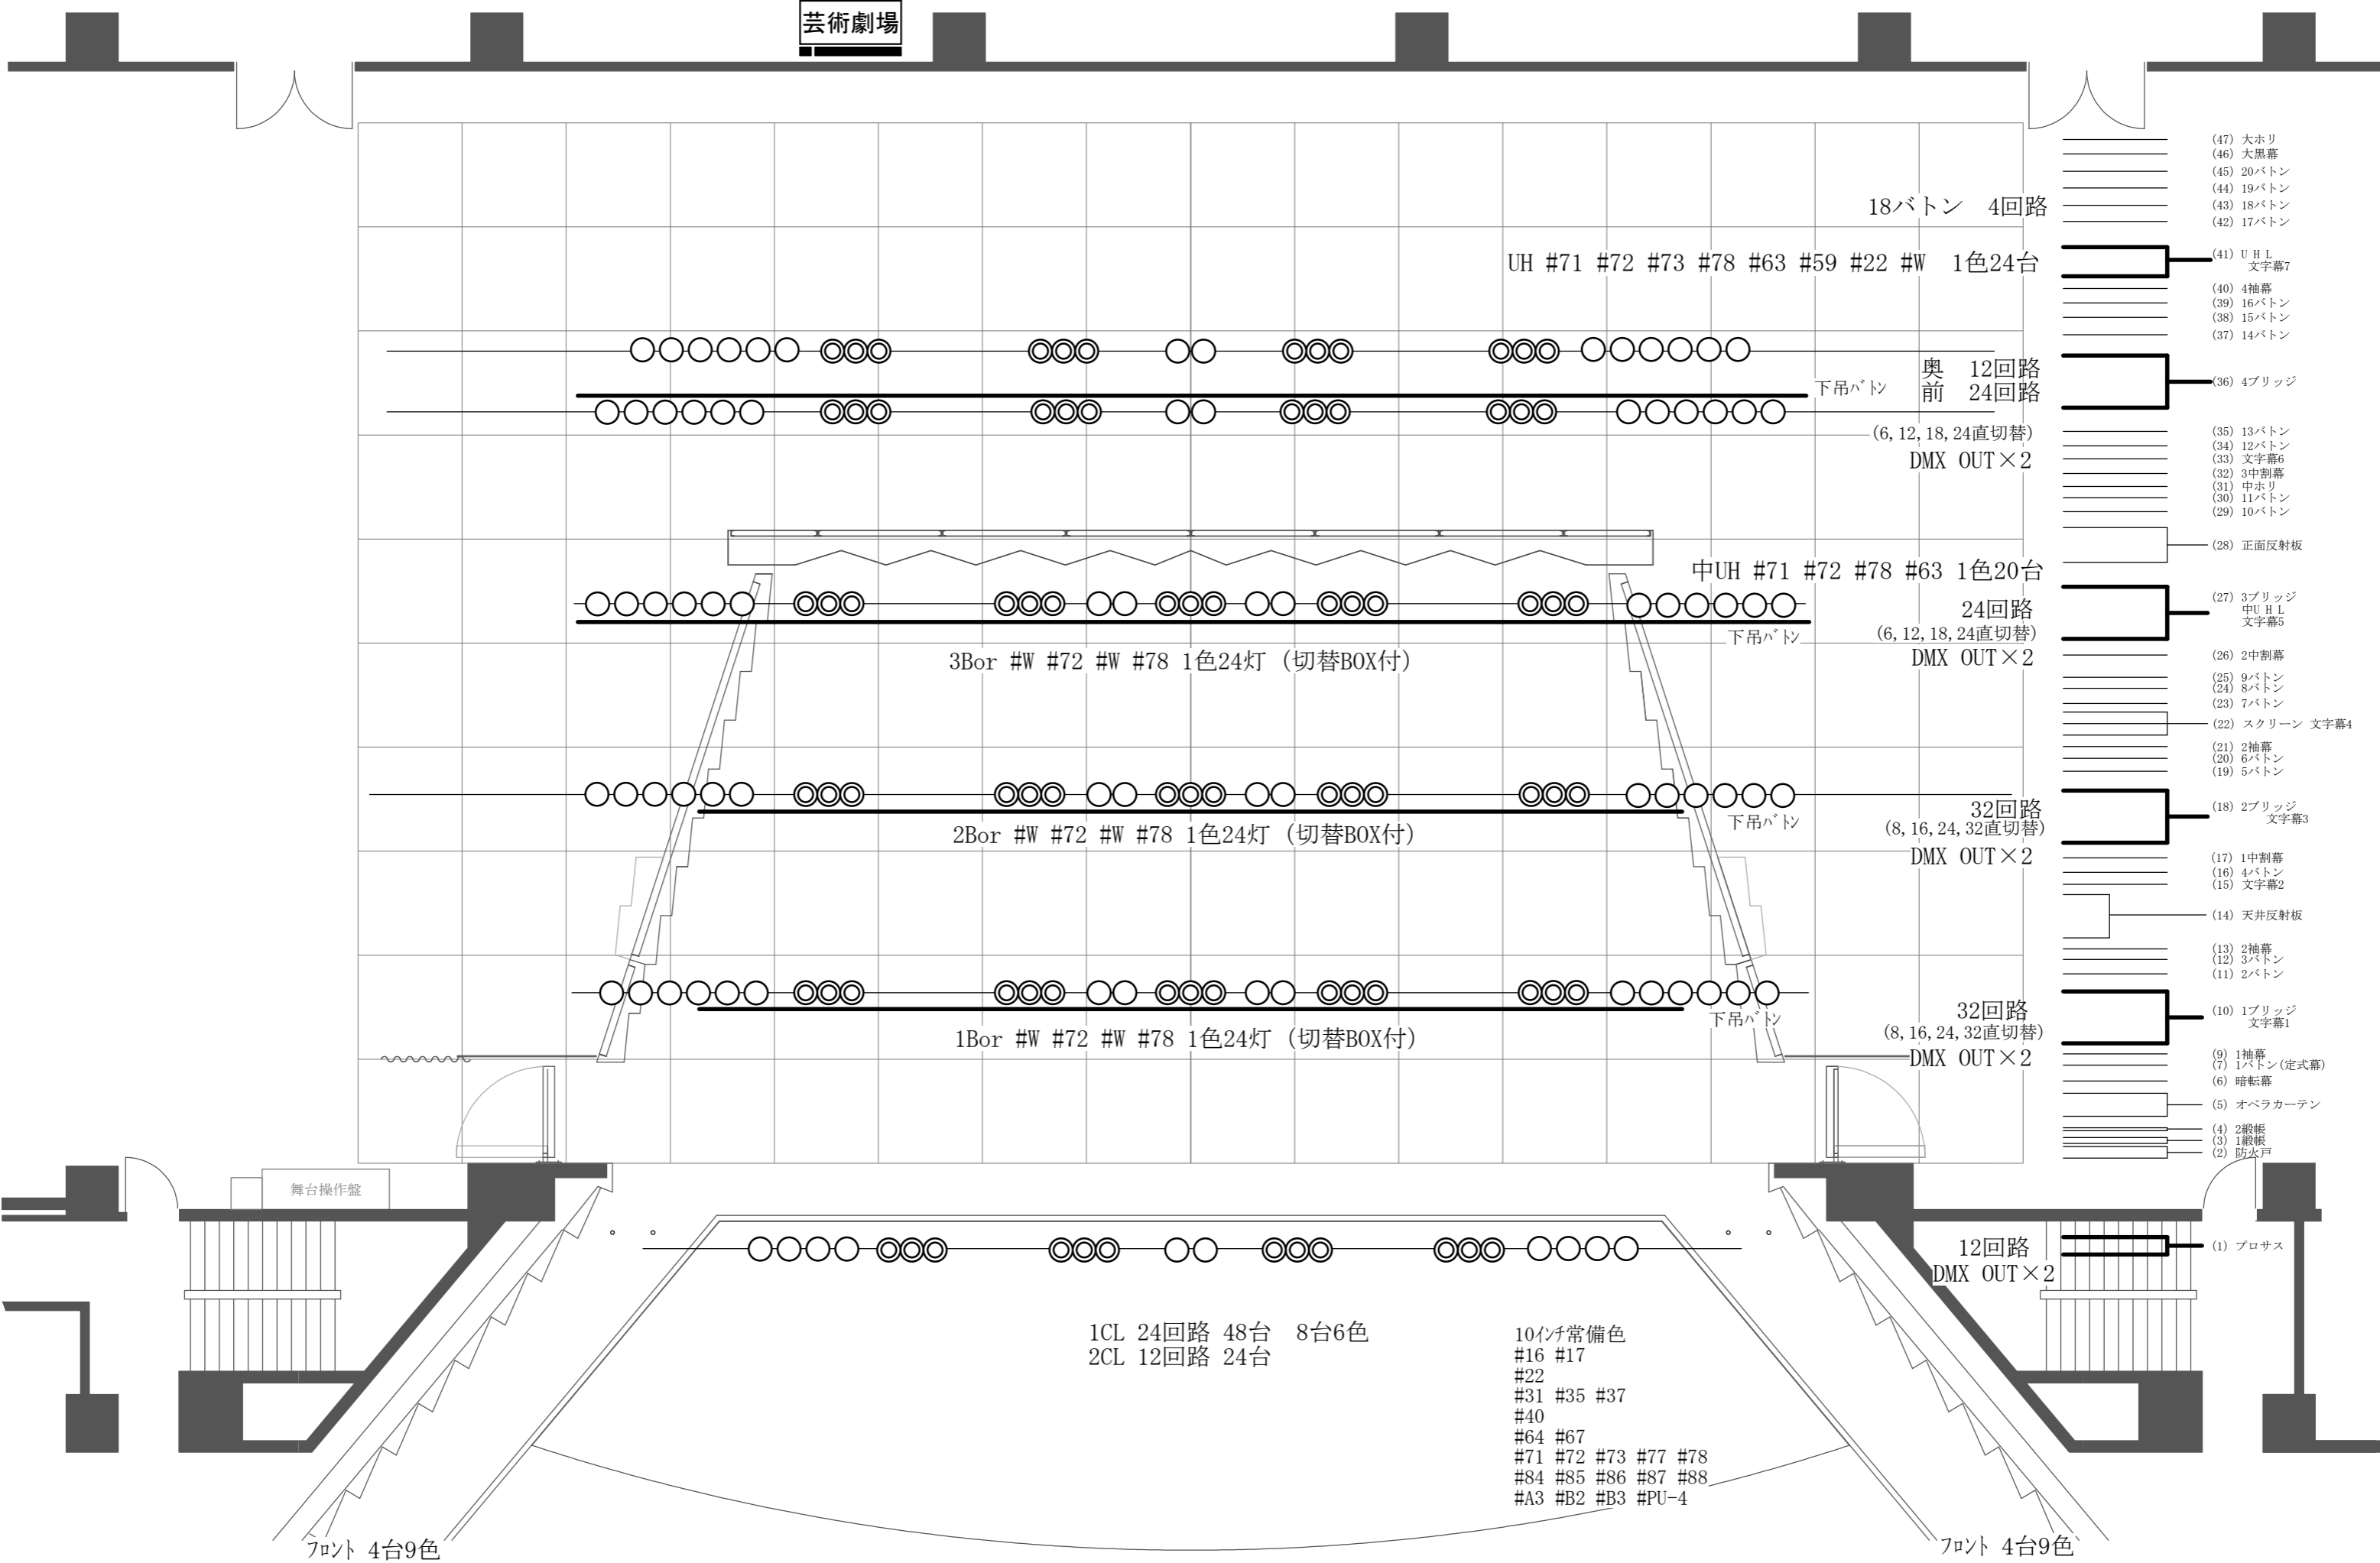 芸術劇場
(47) 大ホリ
(46) 大黒幕
(45) 20バトン
(44) 19バトン
18バトン　4回路
(43) 18バトン
(42) 17バトン
UH #71 #72 #73 #78 #63 #59 #22 #W　1色24台
(41) U H L
文字幕7
(40) 4袖幕
(39) 16バトン
(38) 15バトン
(37) 14バトン
奥　12回路
下吊バトン
前　24回路
(36) 4ブリッジ
(6,12,18,24直切替)
DMX OUT×2
(35) 13バトン
(34) 12バトン
(33) 文字幕6
(32) 3中割幕
(31) 中ホリ
(30) 11バトン
(29) 10バトン
(28) 正面反射板
中UH #71 #72 #78 #63 1色20台
24回路
(6,12,18,24直切替)
下吊バトン
DMX OUT×2
(27) 3ブリッジ
中U H L
文字幕5
3Bor #W #72 #W #78 1色24灯 (切替BOX付)
(26) 2中割幕
(25) 9バトン
(24) 8バトン
(23) 7バトン
(22) スクリーン 文字幕4
(21) 2袖幕
(20) 6バトン
(19) 5バトン
32回路
下吊バトン
(8,16,24,32直切替)
DMX OUT×2
(18) 2ブリッジ
文字幕3
2Bor #W #72 #W #78 1色24灯 (切替BOX付)
(17) 1中割幕
(16) 4バトン
(15) 文字幕2
(14) 天井反射板
(13) 2袖幕
(12) 3バトン
(11) 2バトン
32回路
下吊バトン
(8,16,24,32直切替)
DMX OUT×2
(10) 1ブリッジ
文字幕1
1Bor #W #72 #W #78 1色24灯 (切替BOX付)
(9) 1袖幕
(7) 1バトン(定式幕)
(6) 暗転幕
(5) オペラカーテン
(4) 2緞帳
(3) 1緞帳
(2) 防火戸
舞台操作盤
12回路
DMX OUT×2
(1) プロサス
1CL 24回路 48台　8台6色
2CL 12回路 24台
10インチ常備色
#16 #17
#22
#31 #35 #37
#40
#64 #67
#71 #72 #73 #77 #78
#84 #85 #86 #87 #88
#A3 #B2 #B3 #PU-4
フロント 4台9色
フロント 4台9色